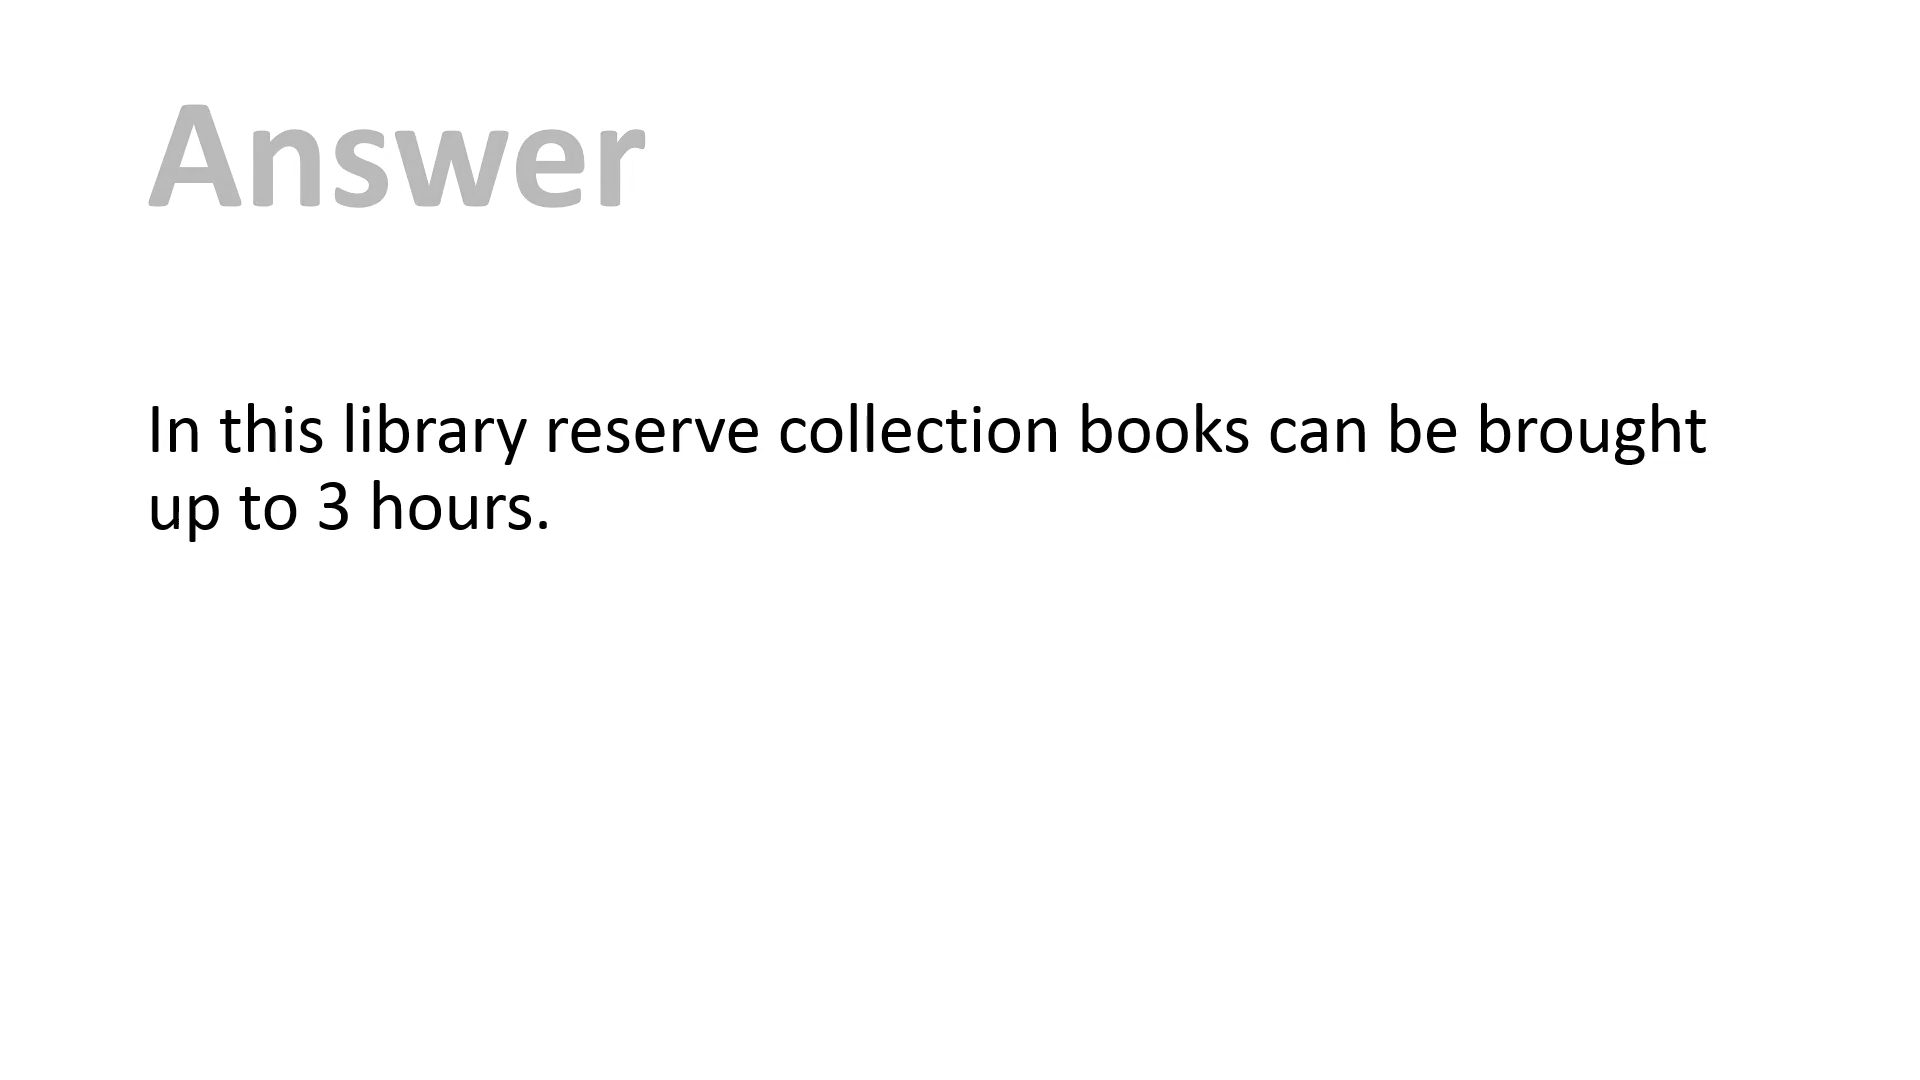 Answer
In this library reserve collection books can be brought
up to 3 hours.